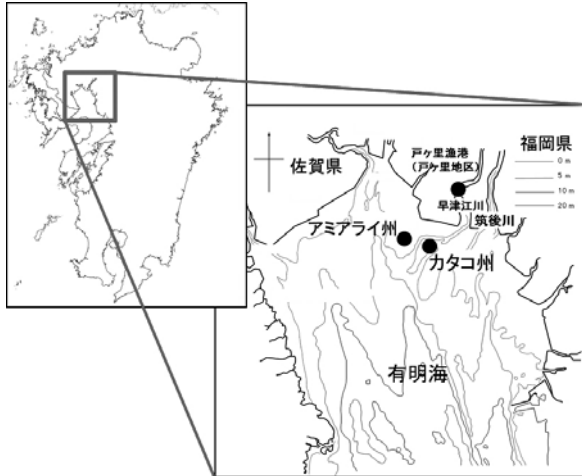 戸ヶ里漁港
(戸ヶ里地区)
福岡県
0 m
5 m
10 m
20 m
佐賀県
早津江川
筑後川
アミアライ州
カタコ州
有明海